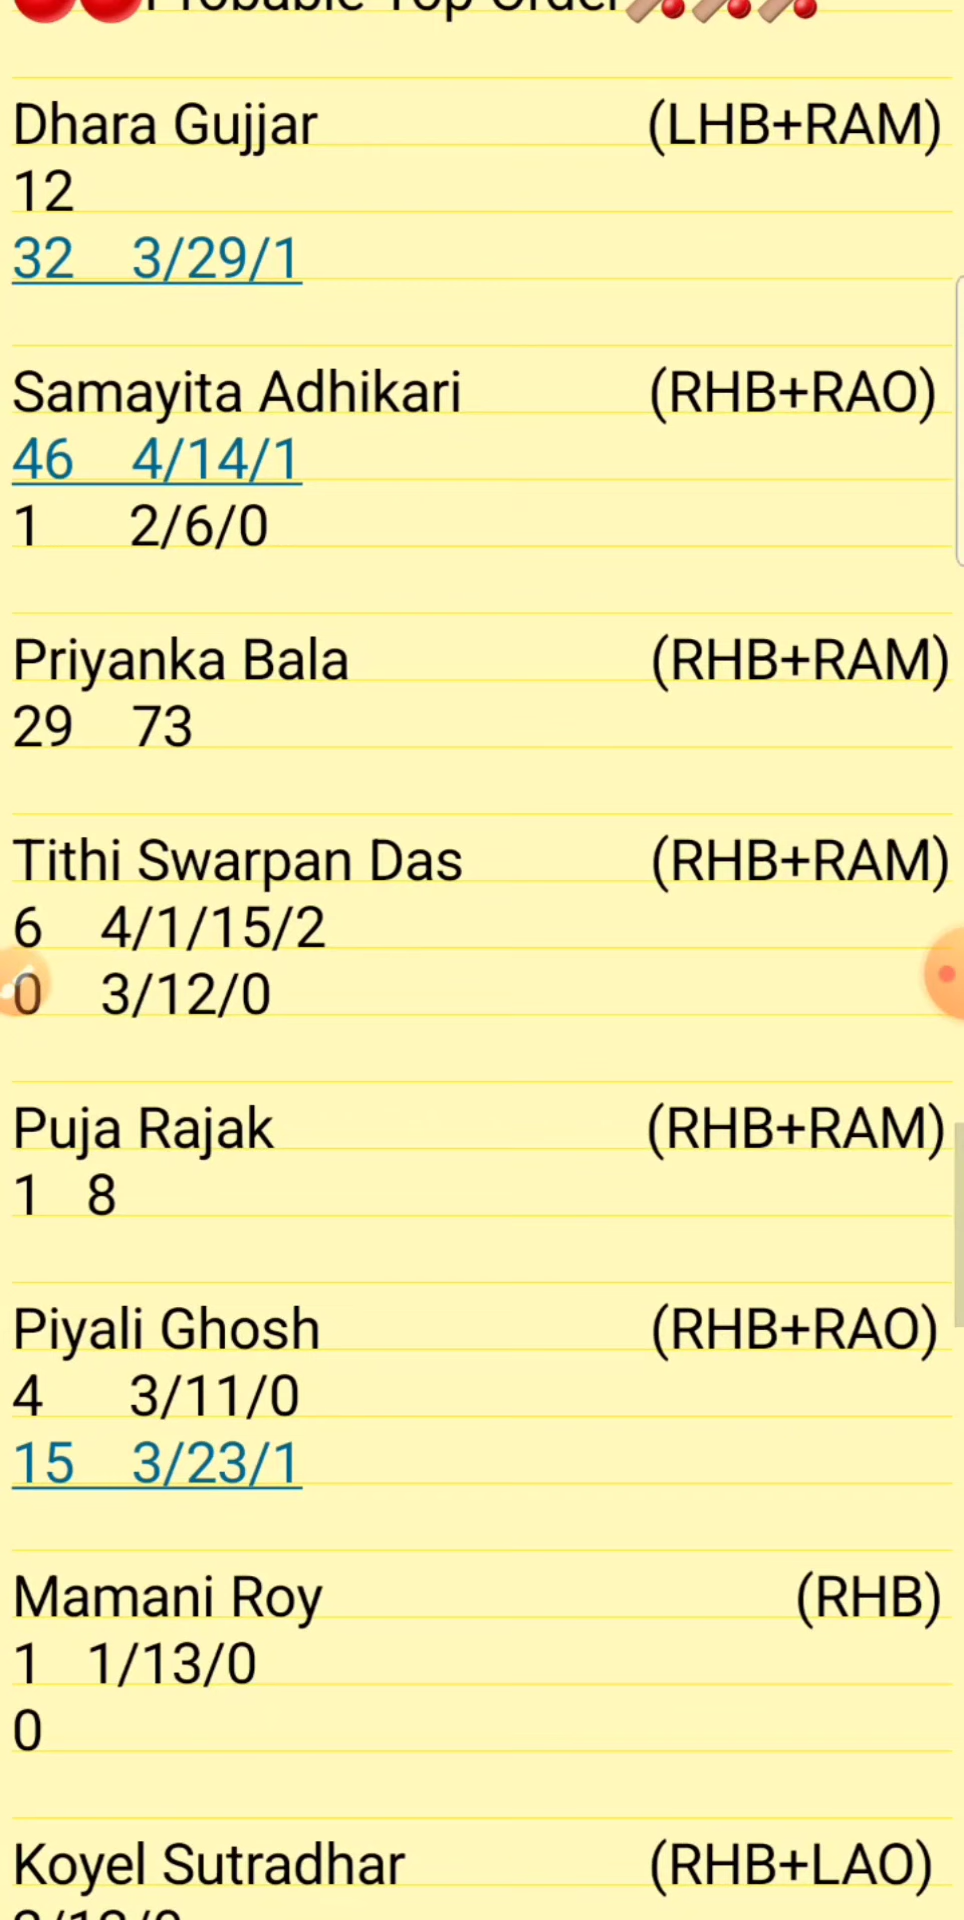 Probable Top Order
Dhara Gujjar (LHB+RAM)
12
32 3/29/1
Samayita Adhikari (RHB+RAO)
46 4/14/1
1 2/6/0
Priyanka Bala (RHB+RAM)
29 73
Tithi Swarpan Das (RHB+RAM)
6 4/1/15/2
0 3/12/0
Puja Rajak (RHB+RAM)
1 8
Piyali Ghosh (RHB+RAO)
4 3/11/0
15 3/23/1
Mamani Roy (RHB)
1 1/13/0
0
Koyel Sutradhar (RHB+LAO)